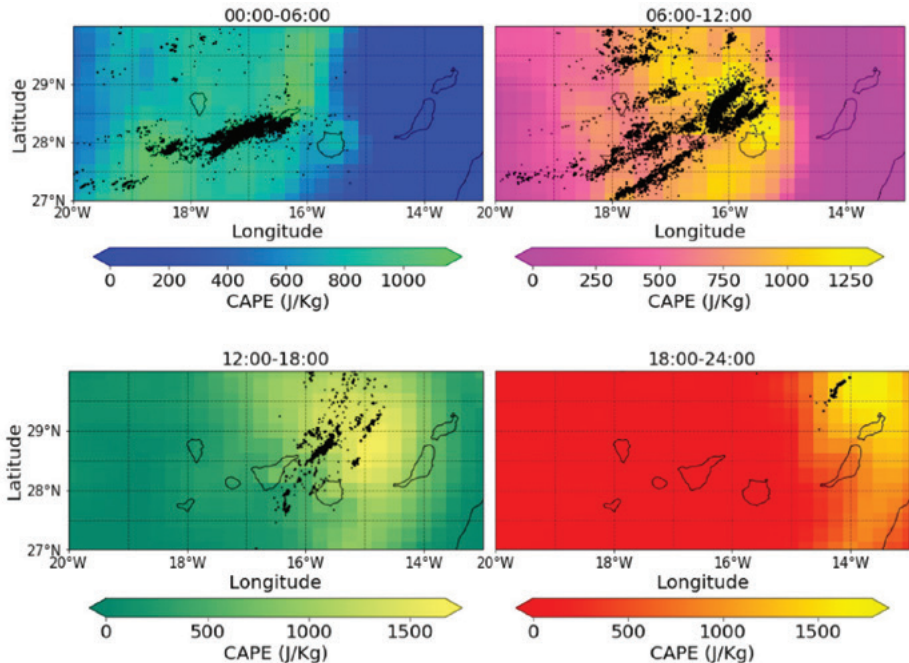 00:00-06:00
06:00-12:00
Latitude
29°N
28°N
27°N
20°W 18°W 16°W 14°W
20°W 18°W 16°W 14°W
Longitude
Longitude
0 200 400 600 800 1000
0 250 500 750 1000 1250
CAPE (J/Kg)
CAPE (J/Kg)
12:00-18:00
18:00-24:00
Latitude
29°N
28°N
27°N
20°W 18°W 16°W 14°W
20°W 18°W 16°W 14°W
Longitude
Longitude
0 500 1000 1500
0 500 1000 1500
CAPE (J/Kg)
CAPE (J/Kg)